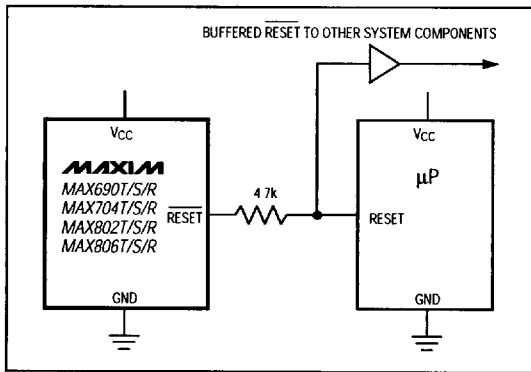 BUFFERED RESET TO OTHER SYSTEM COMPONENTS
VCC
MAXIM
MAX690T/S/R
MAX704T/S/R
MAX802T/S/R
MAX806T/S/R
RESET
GND
4.7k
VCC
µP
RESET
GND